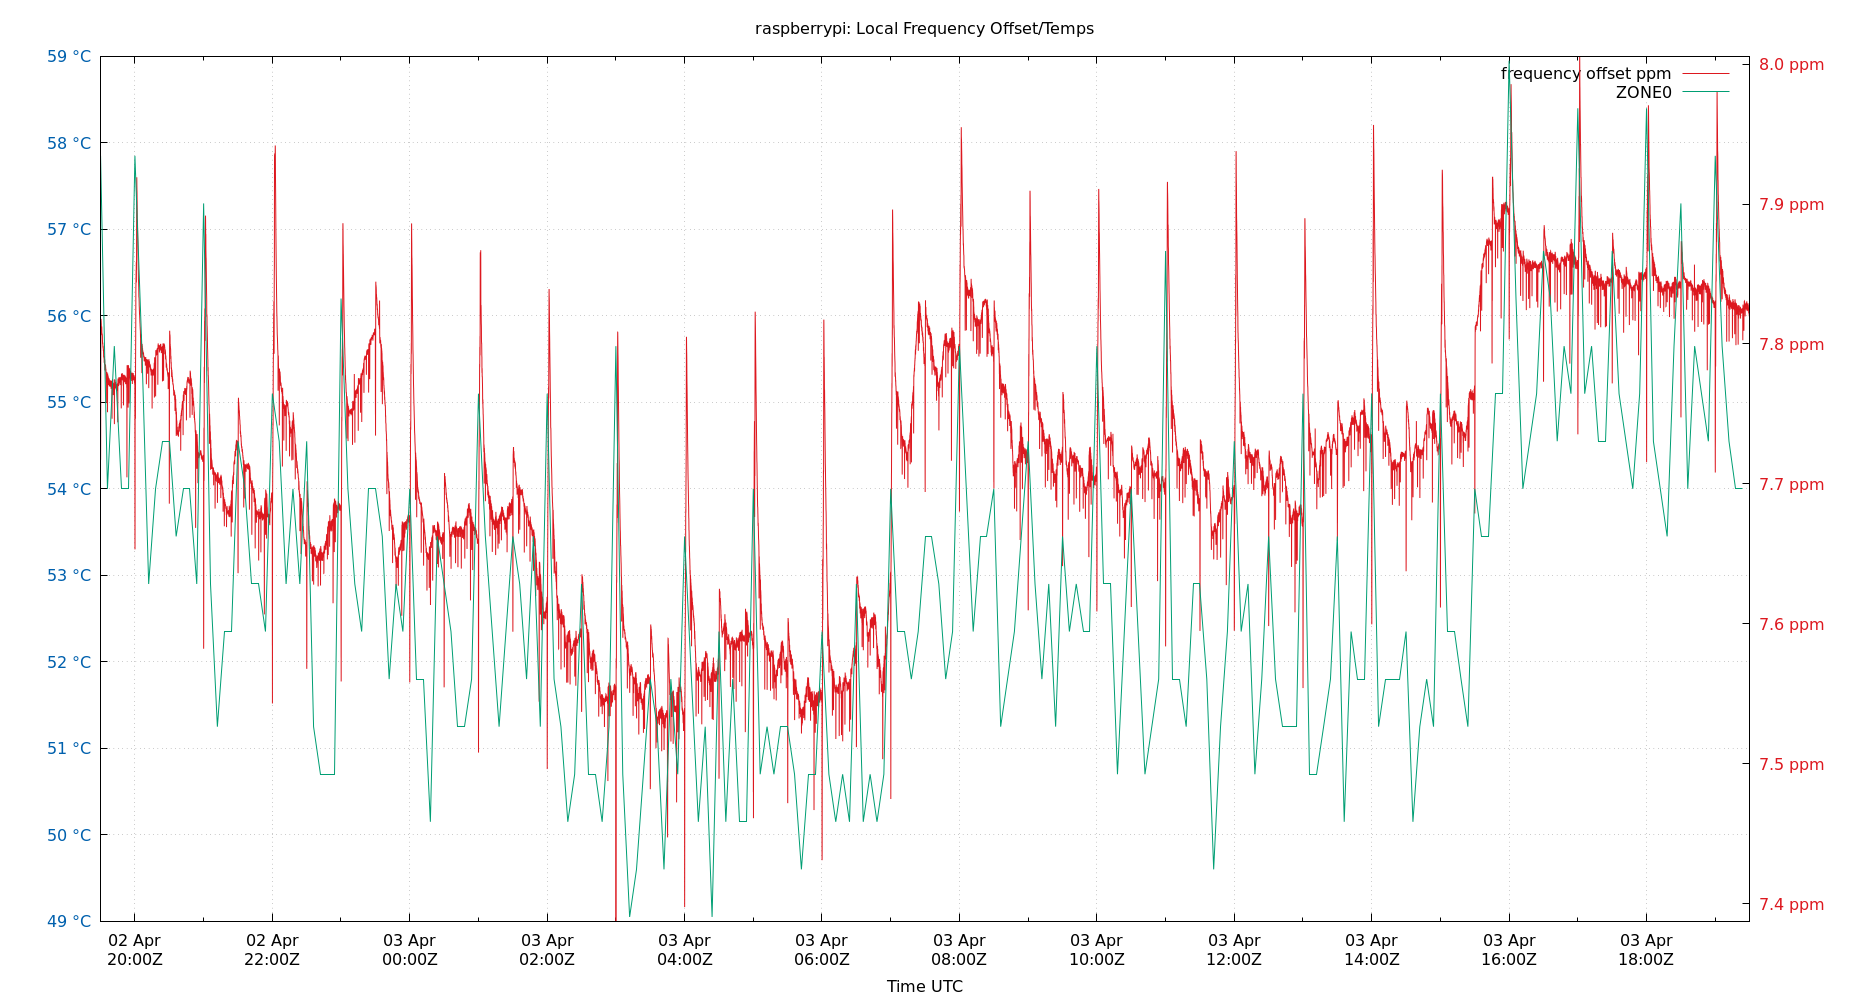 raspberrypi: Local Frequency Offset/Temps
59 °C
58 °C
57 °C
56 °C
55 °C
54 °C
53 °C
52 °C
51 °C
50 °C
49 °C
frequency offset ppm
ZONE0
8.0 ppm
7.9 ppm
7.8 ppm
7.7 ppm
7.6 ppm
7.5 ppm
7.4 ppm
02 Apr 02 Apr 03 Apr 03 Apr 03 Apr 03 Apr 03 Apr 03 Apr 03 Apr 03 Apr 03 Apr 03 Apr
20:00Z 22:00Z 00:00Z 02:00Z 04:00Z 06:00Z 08:00Z 10:00Z 12:00Z 14:00Z 16:00Z 18:00Z
Time UTC